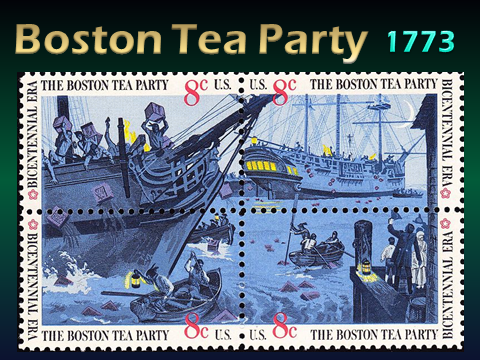 Boston Tea Party 1773
THE BOSTON TEA PARTY 8c U.S.
8c U.S. THE BOSTON TEA PARTY
BICENTENNIAL ERA
BICENTENNIAL ERA
BICENTENNIAL ERA
BICENTENNIAL ERA
THE BOSTON TEA PARTY 8c U.S.
U.S. 8c THE BOSTON TEA PARTY